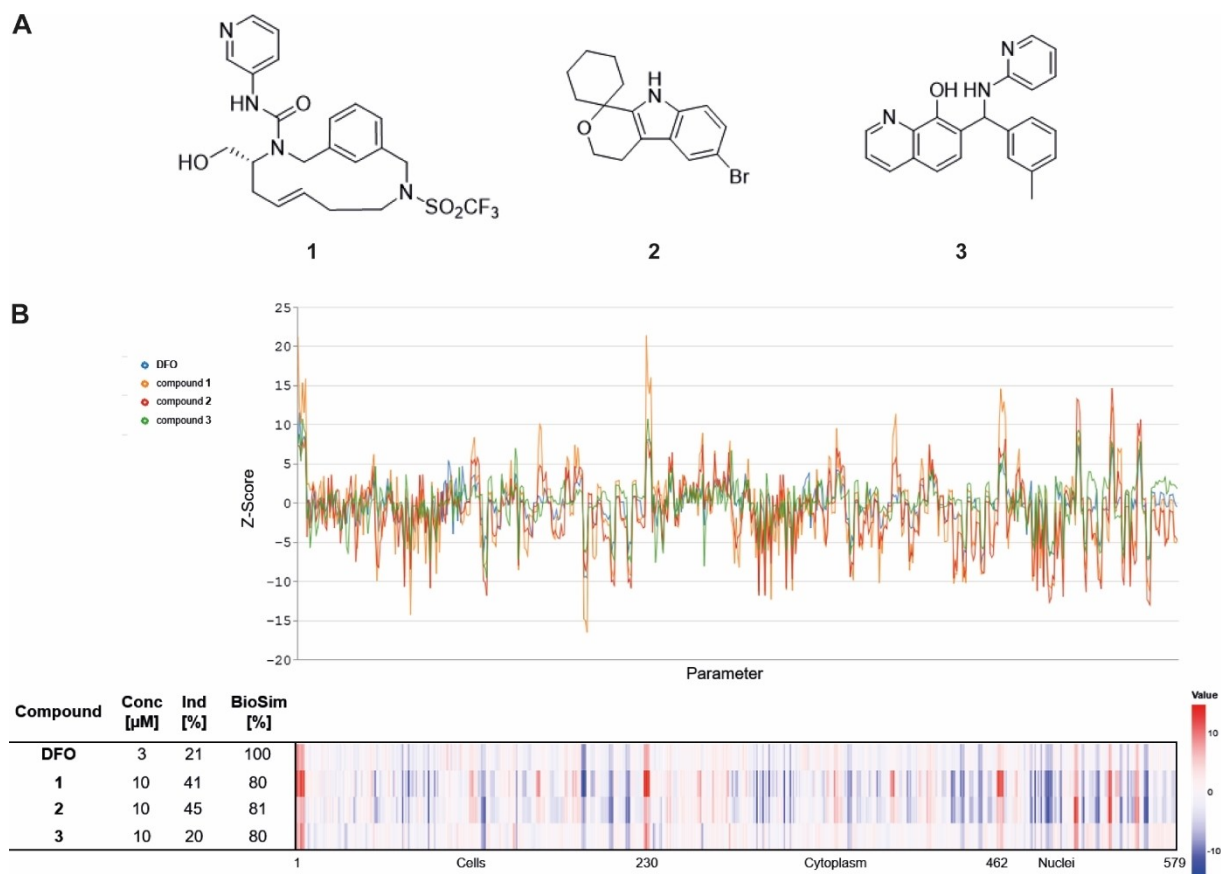 A
N
HN
O
N
HO
N
SO2CF3
1
H
N
O
Br
2
N
OH
HN
N
3
B
25
20
15
10
5
0
−5
−10
−15
−20
Z-Score
DFO
compound 1
compound 2
compound 3
Parameter
Compound Conc [µM] Ind [%] BioSim [%]
DFO 3 21 100
1 10 41 80
2 10 45 81
3 10 20 80
1 Cells 230 Cytoplasm 462 Nuclei 579
Value
10
0
-10